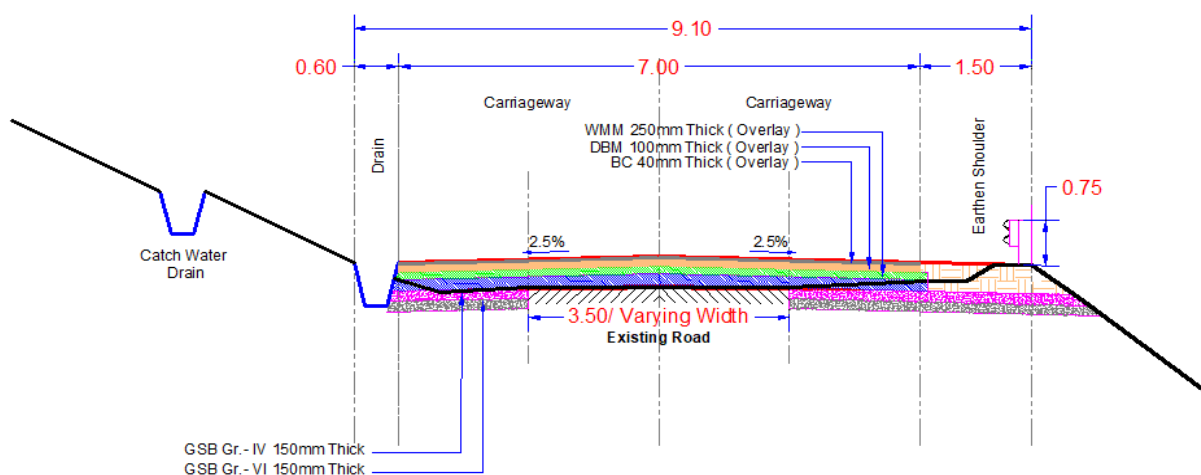 9.10
0.60
7.00
1.50
Carriageway
Carriageway
WMM 250mm Thick ( Overlay )
DBM 100mm Thick ( Overlay )
BC 40mm Thick ( Overlay )
Drain
Earthen Shoulder
0.75
Catch Water
Drain
2.5%
2.5%
3.50/ Varying Width
Existing Road
GSB Gr.- IV 150mm Thick
GSB Gr.- VI 150mm Thick